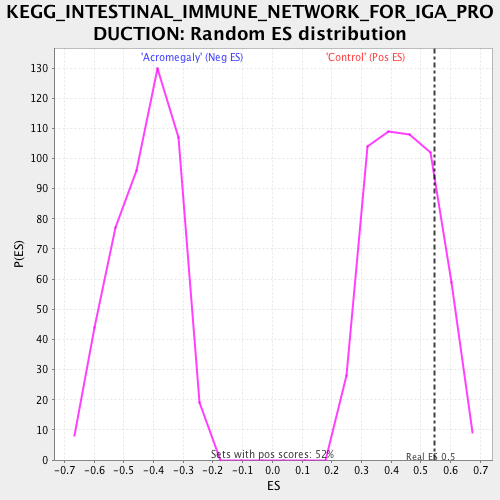 KEGG_INTESTINAL_IMMUNE_NETWORK_FOR_IGA_PRO
DUCTION: Random ES distribution
'Acromegaly' (Neg ES) 'Control' (Pos ES)
130
120
110
100
90
80
70
60
50
40
30
20
10
0
P(ES)
Sets with pos scores: 52%
Real ES 0.5
-0.7 -0.6 -0.5 -0.4 -0.3 -0.2 -0.1 0.0 0.1 0.2 0.3 0.4 0.5 0.6 0.7
ES